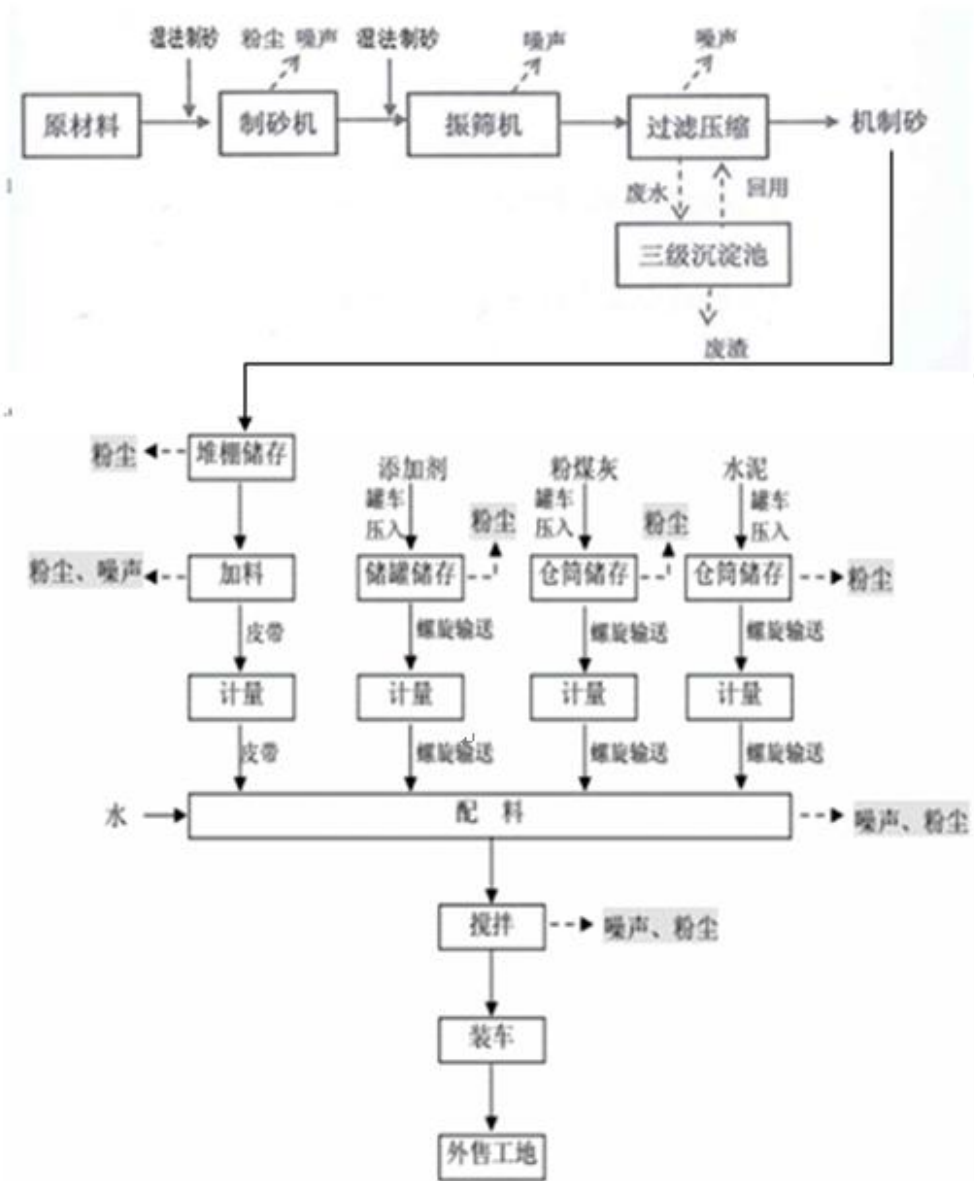 湿法制砂 粉尘 噪声 湿法制砂 噪声 噪声
原材料 制砂机 振筛机 过滤压缩 机制砂
废水 回用
三级沉淀池
废渣
粉尘 堆棚储存 添加剂 粉煤灰 水泥
罐车 罐车 罐车
压入 粉尘 压入 粉尘 压入
粉尘、噪声 加料 储罐储存 仓筒储存 仓筒储存 粉尘
皮带 螺旋输送 螺旋输送 螺旋输送
计量 计量 计量 计量
皮带 螺旋输送 螺旋输送 螺旋输送
水 配 料 噪声、粉尘
搅拌 噪声、粉尘
装车
外售工地